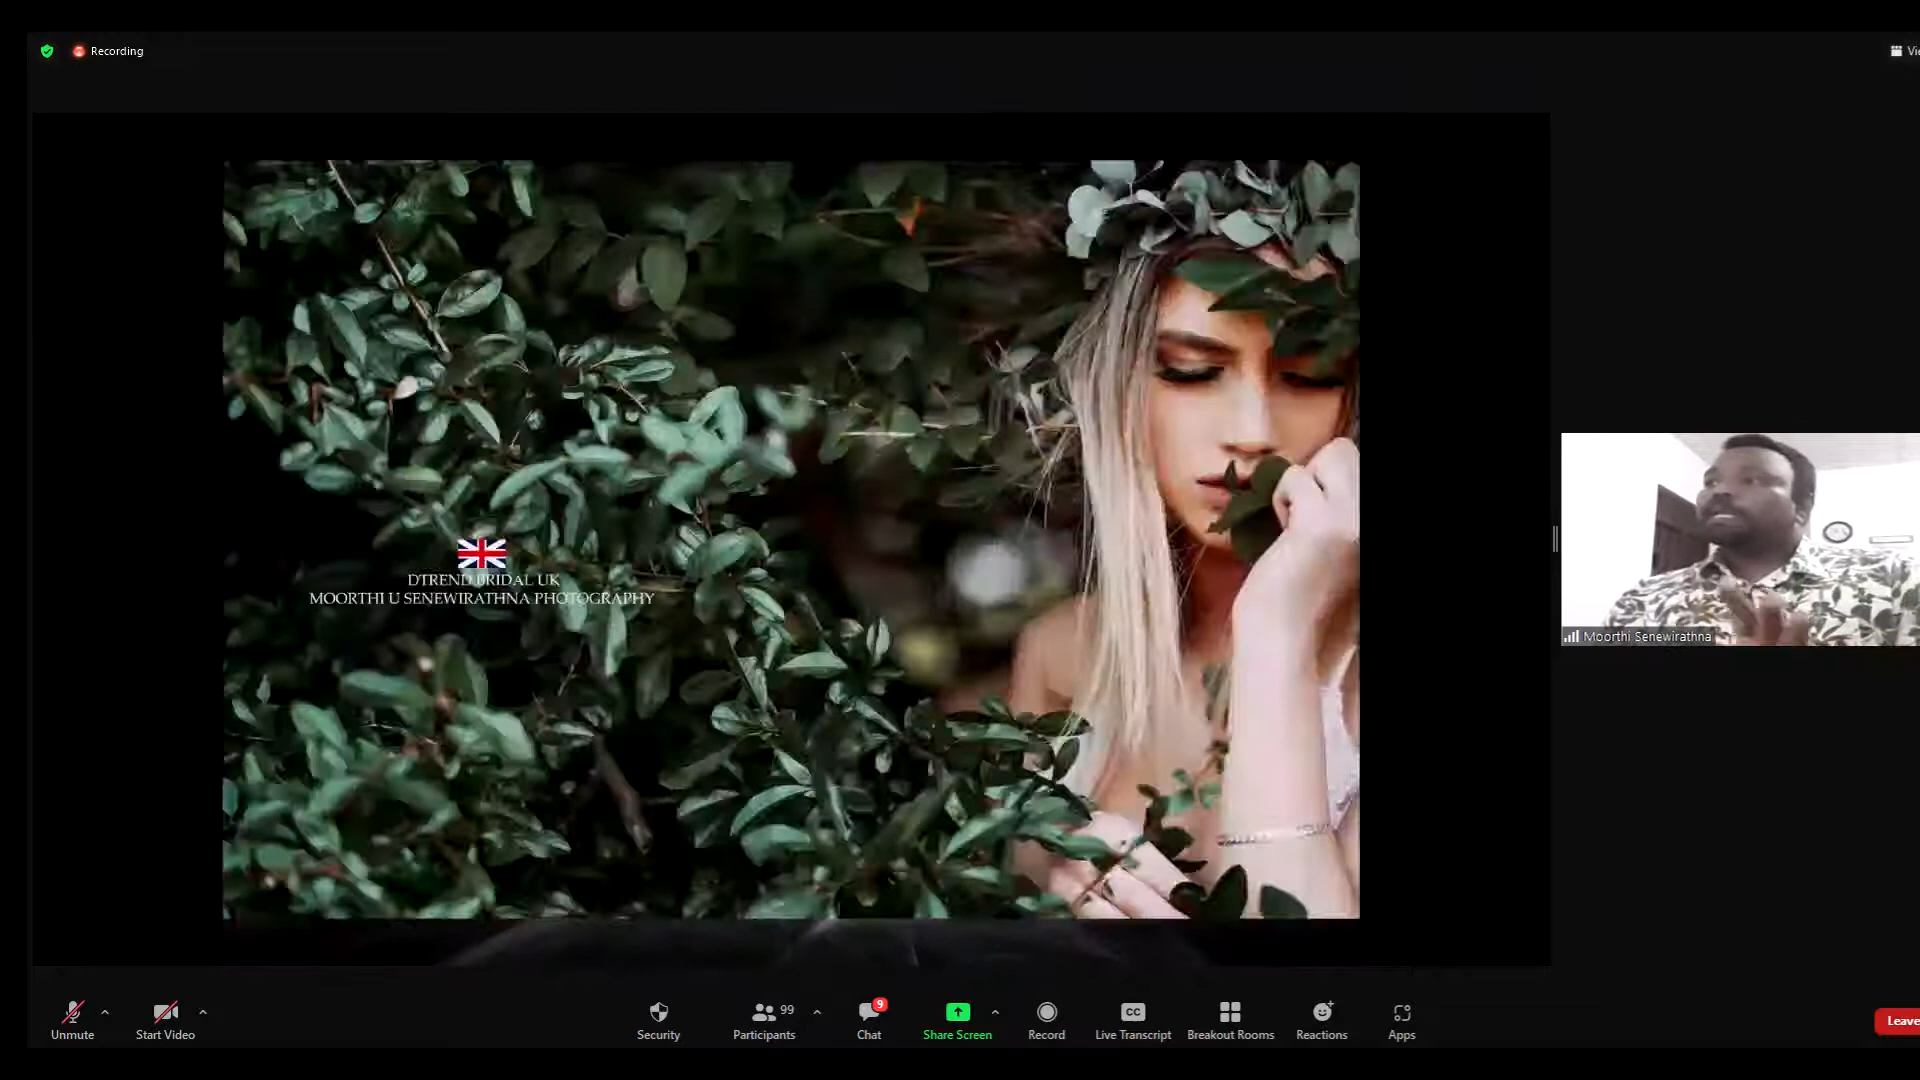 Recording
Vie
DTREND BRIDAL UK
MOORTHI U SENEWIRATHNA PHOTOGRAPHY
Moorthi Senewirathna
99
9
CC
Unmute
Start Video
Security
Participants
Chat
Share Screen
Record
Live Transcript
Breakout Rooms
Reactions
Apps
Leave